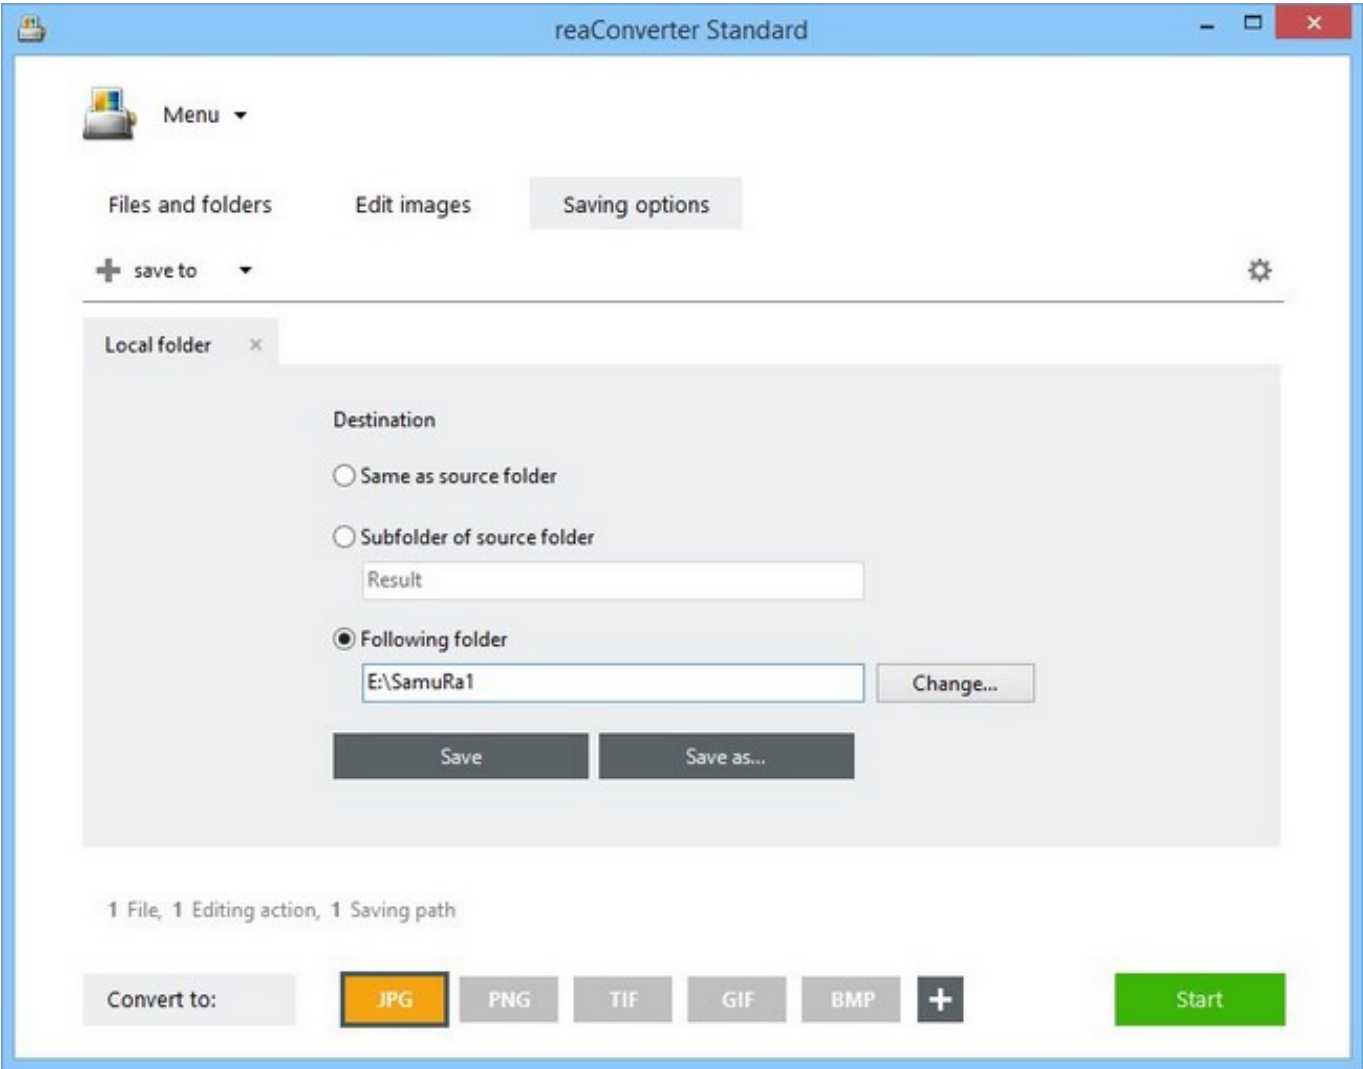 reaConverter Standard
Menu
Files and folders Edit images Saving options
save to
Local folder
Destination
Same as source folder
Subfolder of source folder
Result
Following folder
E:\SamuRa1 Change...
Save Save as...
1 File, 1 Editing action, 1 Saving path
Convert to: JPG PNG TIF GIF BMP + Start